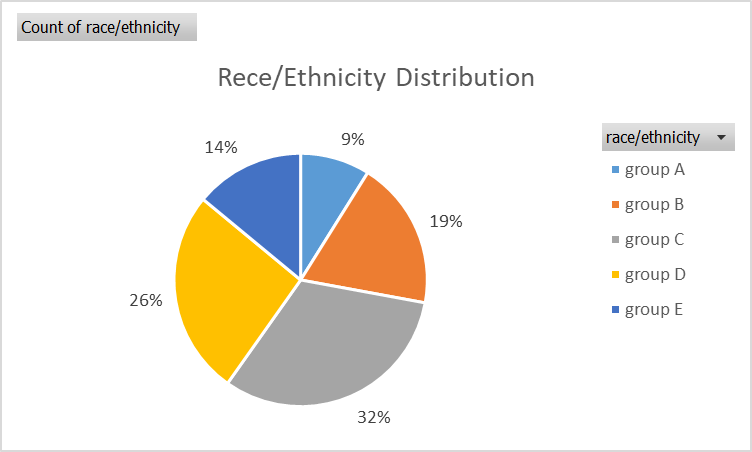 Count of race/ethnicity
Rece/Ethnicity Distribution
14%
9%
19%
26%
32%
race/ethnicity
group A
group B
group C
group D
group E